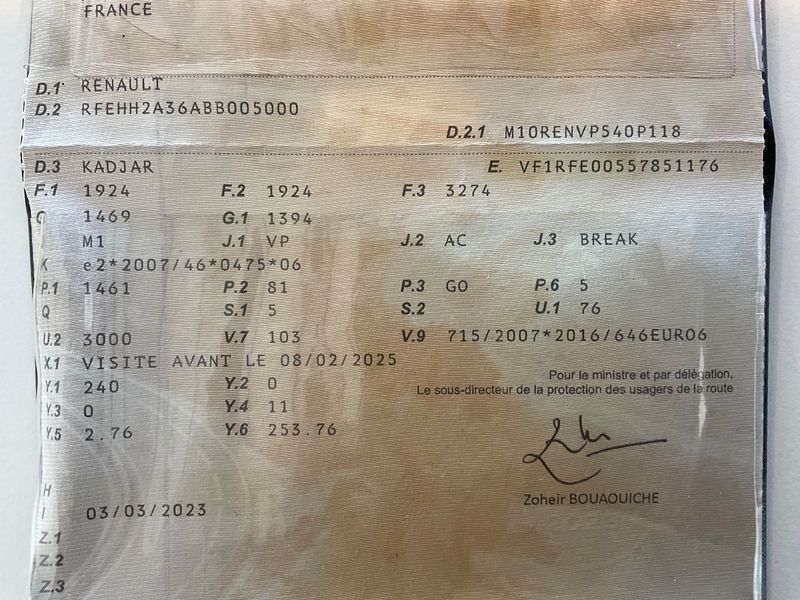 FRANCE
D.1 RENAULT
D.2 RFEHH2A36ABB005000
D.2.1 M10RENVP540P118
D.3 KADJAR E. VF1RFE00557851176
F.1 1924 F.2 1924 F.3 3274
G 1469 G.1 1394
M1 J.1 VP J.2 AC J.3 BREAK
K e2*2007/46*0475*06
P.1 1461 P.2 81 P.3 GO P.6 5
Q S.1 5 S.2 U.1 76
U.2 3000 V.7 103 V.9 715/2007*2016/646EURO6
X.1 VISITE AVANT LE 08/02/2025
Pour le ministre et par délégation,
Y.1 240 Y.2 0
Le sous-directeur de la protection des usagers de la route
Y.3 0 Y.4 11
Y.5 2.76 Y.6 253.76
H
Zoheir BOUAOUICHE
I 03/03/2023
Z.1
Z.2
Z.3